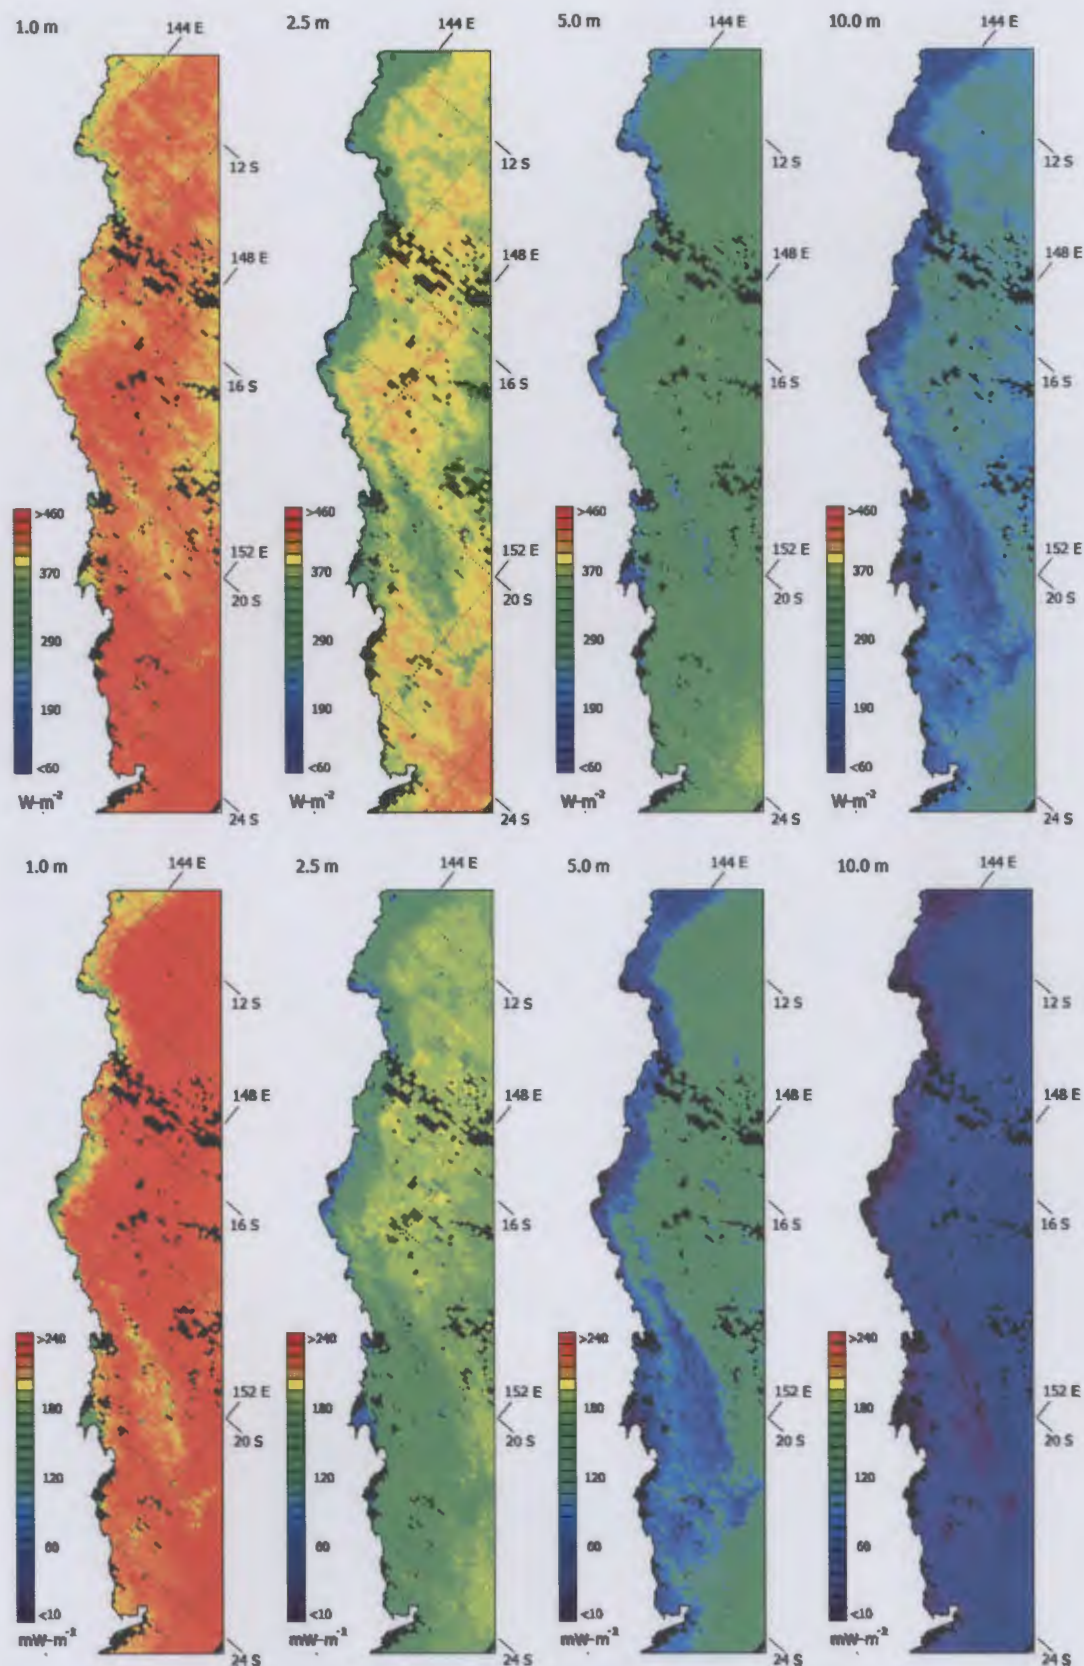 1.0 m 144 E 2.5 m 144 E 5.0 m 144 E 10.0 m 144 E
12 S 12 S 12 S 12 S
148 E 148 E 148 E 148 E
16 S 16 S 16 S 16 S
>460 >460 >460 >460
152 E 152 E 152 E 152 E
370 370 370 370
20 S 20 S 20 S 20 S
290 290 290 290
190 190 190 190
<60 <60 <60 <60
W-m⁻² W-m⁻² W-m⁻² W-m⁻²
24 S 24 S 24 S 24 S
1.0 m 144 E 2.5 m 144 E 5.0 m 144 E 10.0 m 144 E
12 S 12 S 12 S 12 S
148 E 148 E 148 E 148 E
16 S 16 S 16 S 16 S
>240 >240 >240 >240
152 E 152 E 152 E 152 E
180 180 180 180
20 S 20 S 20 S 20 S
120 120 120 120
60 60 60 60
<10 <10 <10 <10
mW-m⁻² mW-m⁻² mW-m⁻² mW-m⁻²
24 S 24 S 24 S 24 S